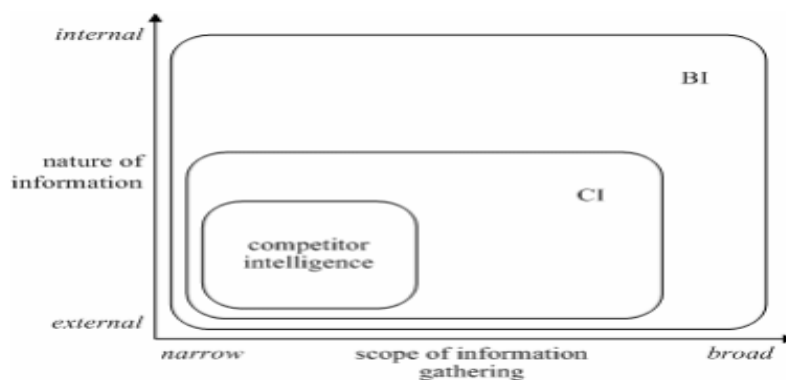 internal
BI
nature of
information
CI
competitor
intelligence
external
narrow
scope of information
gathering
broad